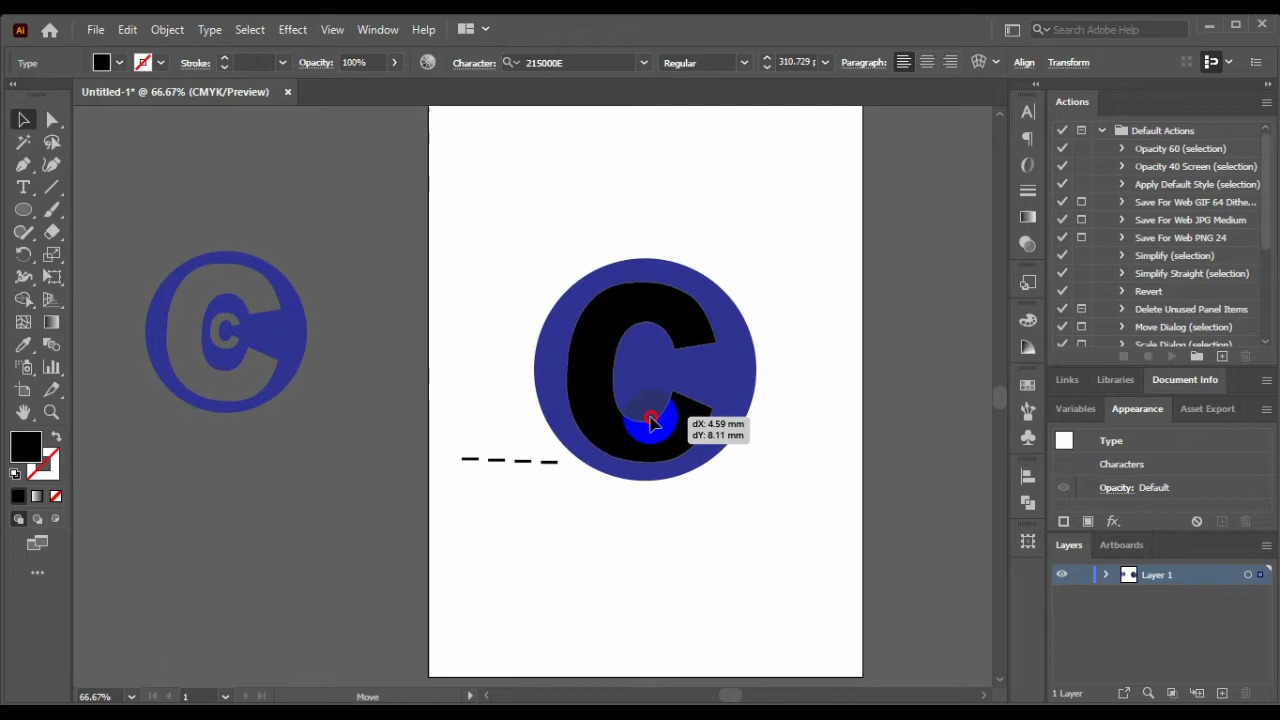 Ai File Edit Object Type Select Effect View Window Help Search Adobe Help
Type Stroke: Opacity: 100% Character: 215000E Regular Paragraph: Align Transform
Untitled-1* @ 66.67% (CMYK/Preview)
Actions
Default Actions
Opacity 60 (selection)
Opacity 40 Screen (selection)
Apply Default Style (selection)
Save For Web GIF 64 Dithe...
Save For Web JPG Medium
Save For Web PNG 24
Simplify (selection)
Simplify Straight (selection)
Revert
Delete Unused Panel Items
Move Dialog (selection)
C
C
C
dX: 4.59 mm
dY: 8.11 mm
Links Libraries Document Info
Variables Appearance Asset Export
Type
Characters
Opacity: Default
fx
Layers Artboards
Layer 1
66.67% 1 Move 1 Layer